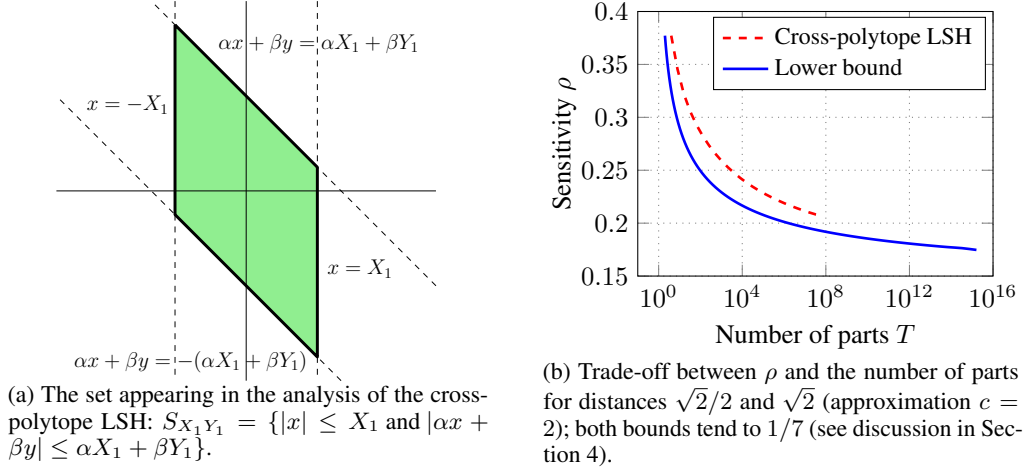 αx + βy = αX₁ + βY₁
x = −X₁
x = X₁
αx + βy = −(αX₁ + βY₁)
(a) The set appearing in the analysis of the cross-
polytope LSH: S_{X₁Y₁} = {|x| ≤ X₁ and |αx +
βy| ≤ αX₁ + βY₁}.
0.4
0.35
0.3
0.25
0.2
0.15
Sensitivity ρ
Cross-polytope LSH
Lower bound
10⁰ 10⁴ 10⁸ 10¹² 10¹⁶
Number of parts T
(b) Trade-off between ρ and the number of parts
for distances √2/2 and √2 (approximation c =
2); both bounds tend to 1/7 (see discussion in Sec-
tion 4).